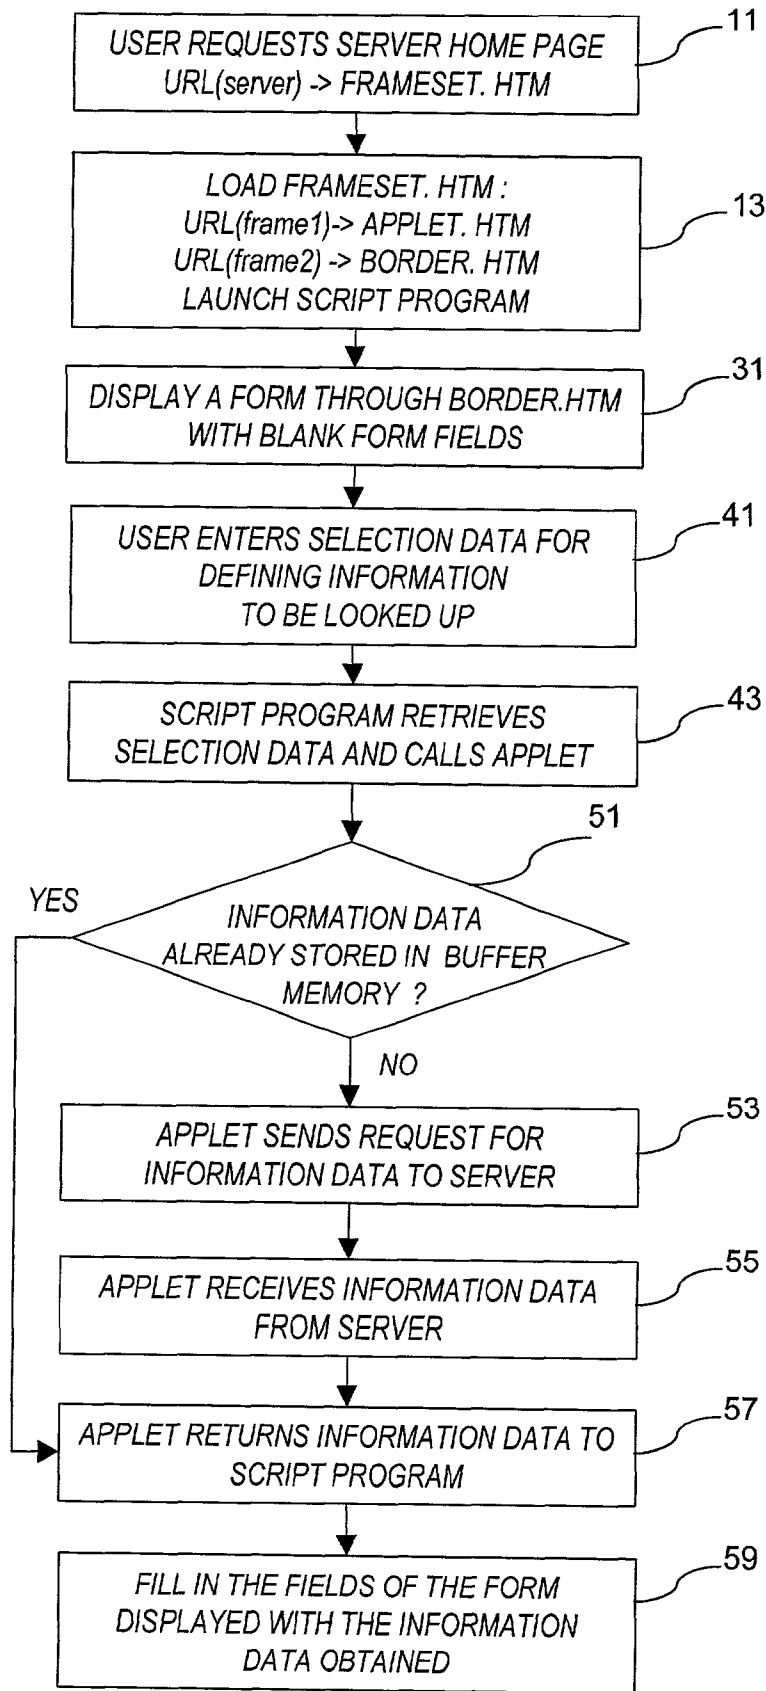 11
USER REQUESTS SERVER HOME PAGE
URL(server) -> FRAMESET. HTM
13
LOAD FRAMESET. HTM :
URL(frame1)-> APPLET. HTM
URL(frame2) -> BORDER. HTM
LAUNCH SCRIPT PROGRAM
31
DISPLAY A FORM THROUGH BORDER.HTM
WITH BLANK FORM FIELDS
41
USER ENTERS SELECTION DATA FOR
DEFINING INFORMATION
TO BE LOOKED UP
43
SCRIPT PROGRAM RETRIEVES
SELECTION DATA AND CALLS APPLET
51
YES
INFORMATION DATA
ALREADY STORED IN BUFFER
MEMORY ?
NO
53
APPLET SENDS REQUEST FOR
INFORMATION DATA TO SERVER
55
APPLET RECEIVES INFORMATION DATA
FROM SERVER
57
APPLET RETURNS INFORMATION DATA TO
SCRIPT PROGRAM
59
FILL IN THE FIELDS OF THE FORM
DISPLAYED WITH THE INFORMATION
DATA OBTAINED